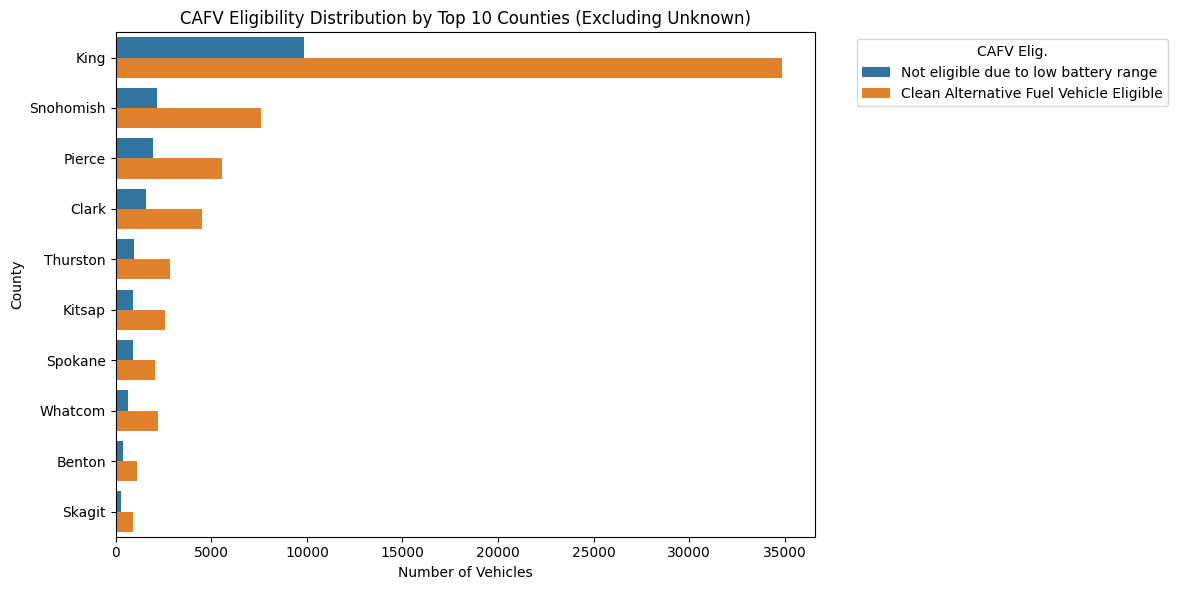 CAFV Eligibility Distribution by Top 10 Counties (Excluding Unknown)
CAFV Elig.
Not eligible due to low battery range
Clean Alternative Fuel Vehicle Eligible
County
King
Snohomish
Pierce
Clark
Thurston
Kitsap
Spokane
Whatcom
Benton
Skagit
0 5000 10000 15000 20000 25000 30000 35000
Number of Vehicles